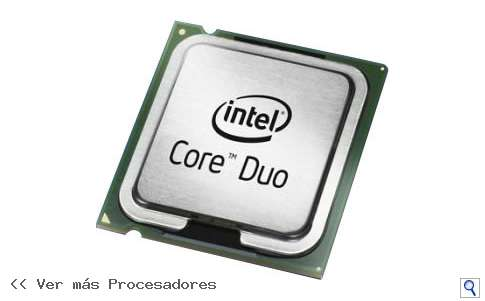 intel
Core™ Duo
<< Ver más Procesadores